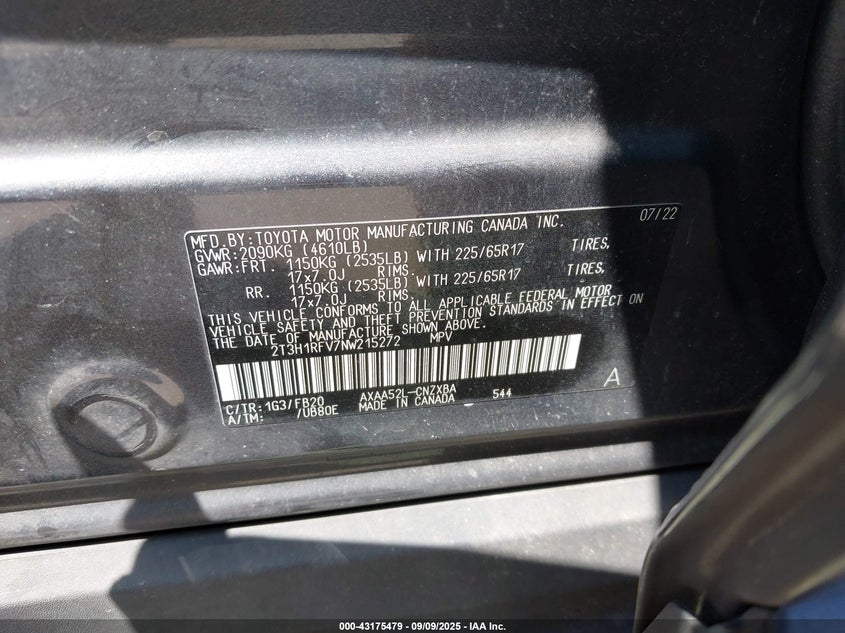 07/22
MFD. BY: TOYOTA MOTOR MANUFACTURING CANADA INC.
GVWR: 2090KG (4610LB)
GAWR: FRT. 1150KG (2535LB) WITH 225/65R17 TIRES,
17x7.0J RIMS.
RR. 1150KG (2535LB) WITH 225/65R17 TIRES,
17x7.0J RIMS.
THIS VEHICLE CONFORMS TO ALL APPLICABLE FEDERAL MOTOR
VEHICLE SAFETY AND THEFT PREVENTION STANDARDS IN EFFECT ON
THE DATE OF MANUFACTURE SHOWN ABOVE.
2T3H1RFV7NW215272 MPV
C/TR: 1G3/FB20 AXAA52L-CNZXBA 544 A
A/TM: /UB80E MADE IN CANADA
000-43175479 - 09/09/2025 - IAA Inc.